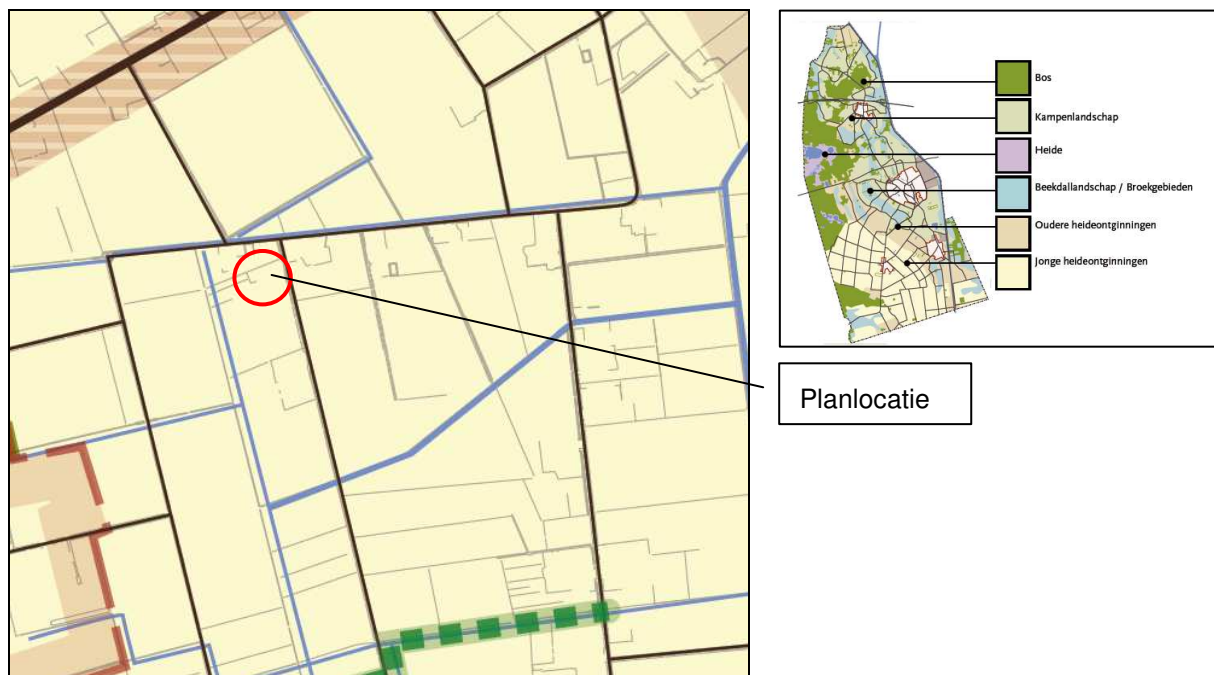 Bos
Kampenlandschap
Heide
Beekdallandschap / Broekgebieden
Oudere heideontginningen
Jonge heideontginningen
Planlocatie